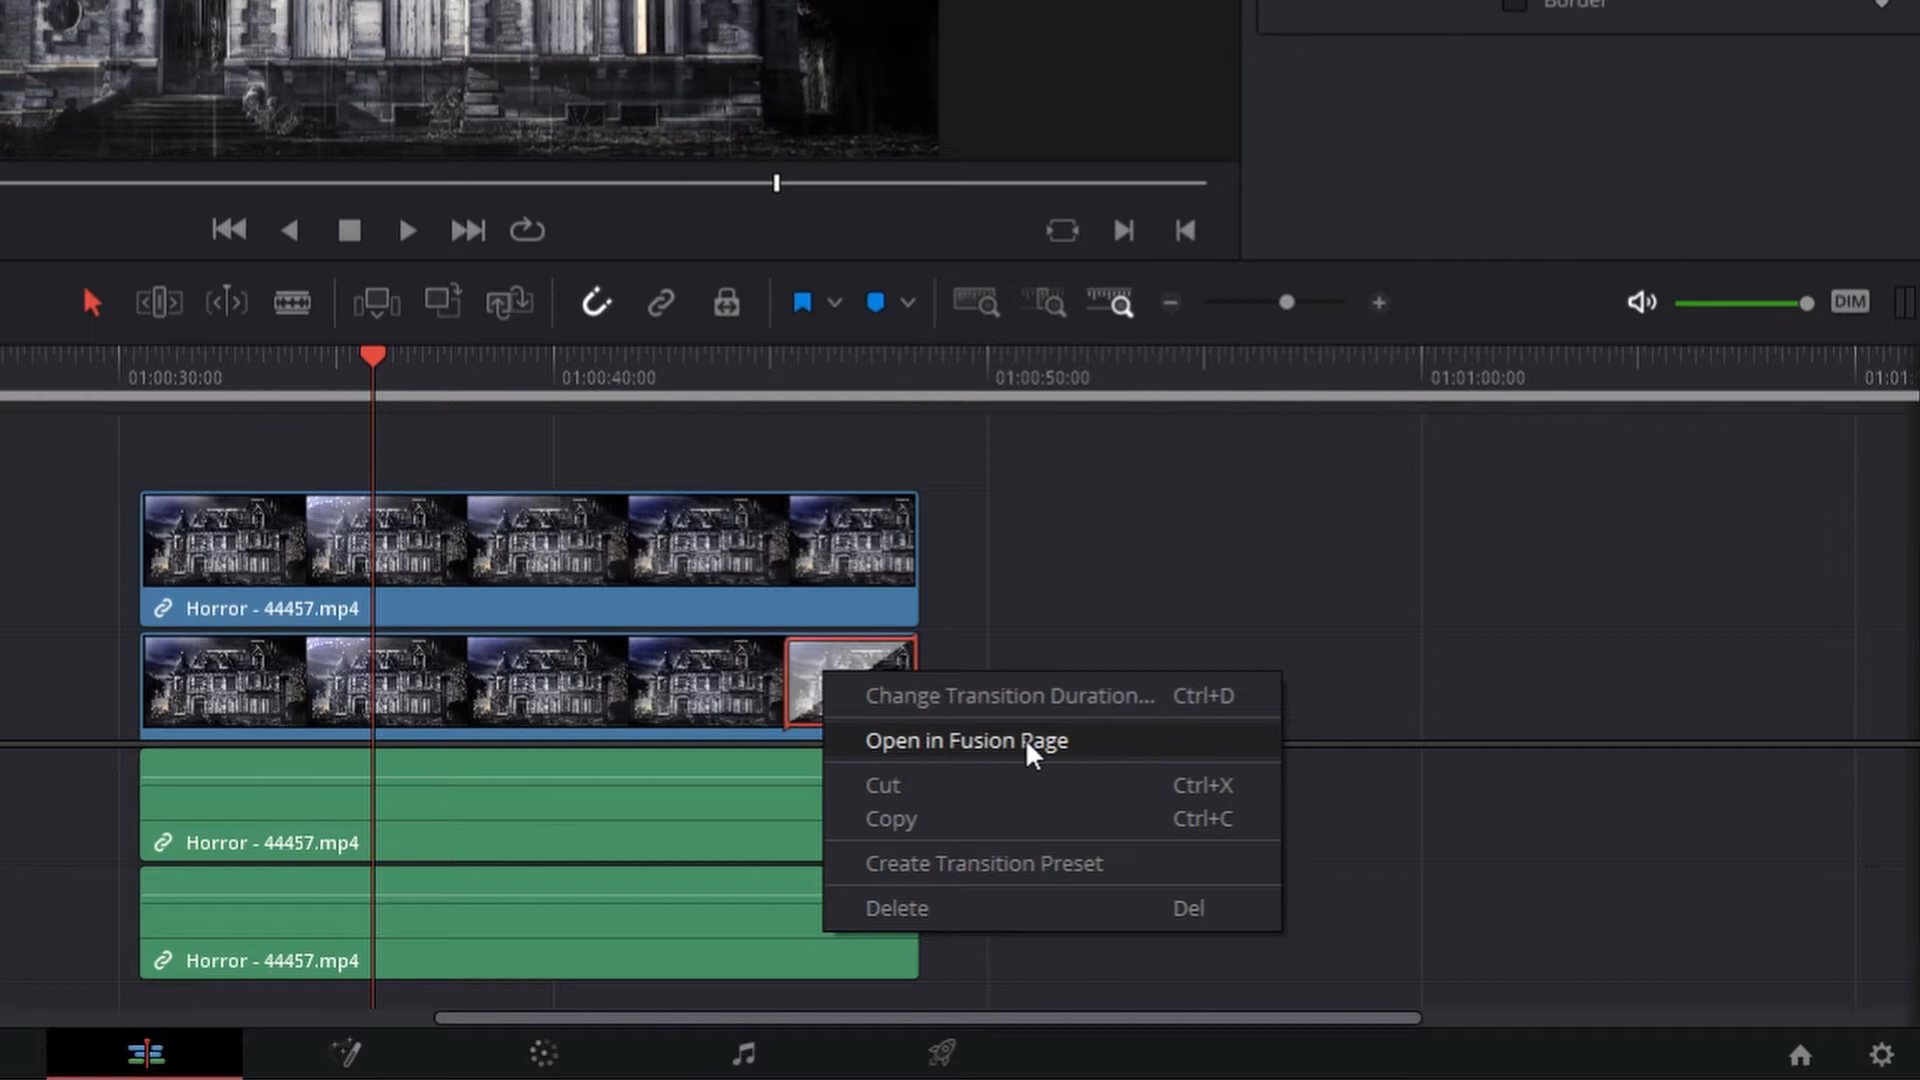 Border
DIM
01:00:30:00
01:00:40:00
01:00:50:00
01:01:00:00
01:01:
Horror - 44457.mp4
Change Transition Duration... Ctrl+D
Open in Fusion Page
Cut Ctrl+X
Copy Ctrl+C
Horror - 44457.mp4
Create Transition Preset
Delete Del
Horror - 44457.mp4